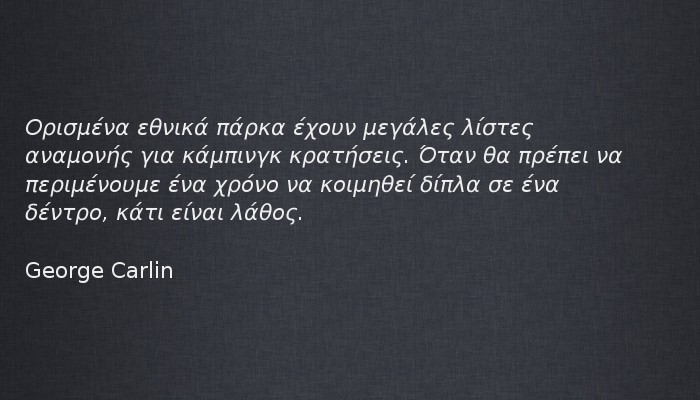 Ορισμένα εθνικά πάρκα έχουν μεγάλες λίστες
αναμονής για κάμπινγκ κρατήσεις. Όταν θα πρέπει να
περιμένουμε ένα χρόνο να κοιμηθεί δίπλα σε ένα
δέντρο, κάτι είναι λάθος.
George Carlin